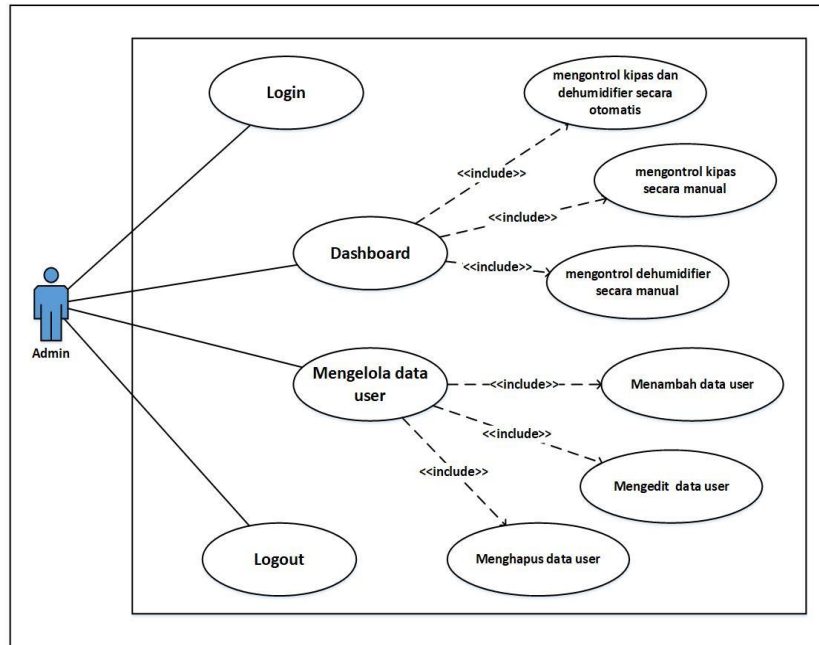 Login
mengontrol kipas dan
dehumidifier secara
otomatis
<<include>>
mengontrol kipas
secara manual
<<include>>
Dashboard
<<include>>
mengontrol dehumidifier
secara manual
Admin
Mengelola data
user
<<include>>
Menambah data user
<<include>>
<<include>>
Mengedit  data user
Logout
Menghapus data user